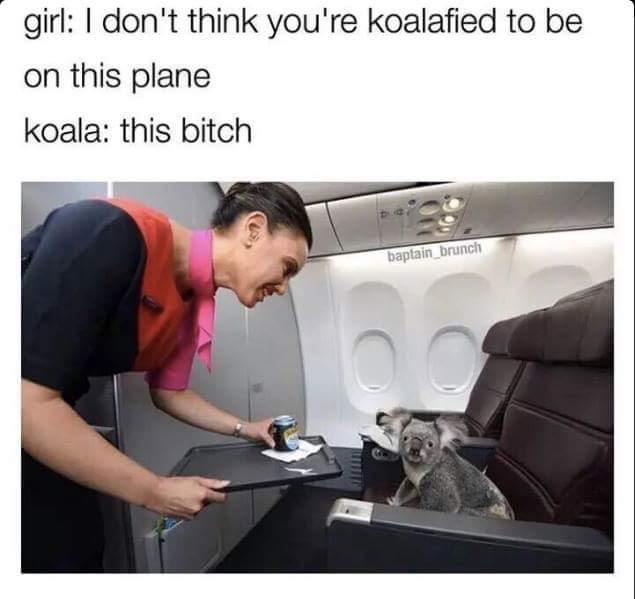 girl: I don't think you're koalafied to be
on this plane
koala: this bitch
baptain_brunch